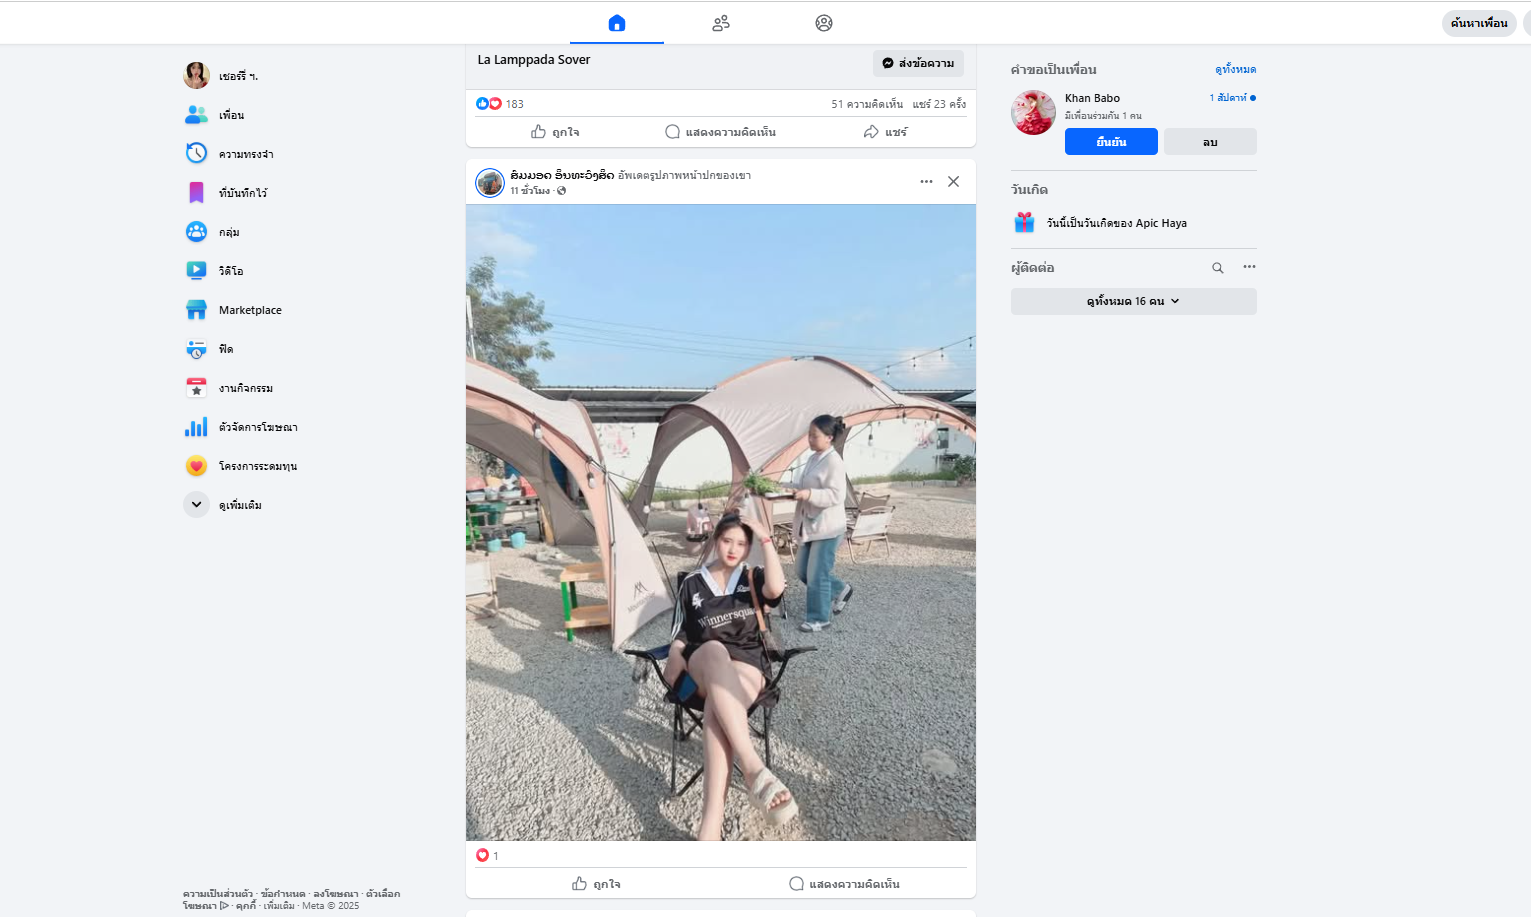 ค้นหาเพื่อน
เชอร์รี่ ฯ.
เพื่อน
ความทรงจำ
ที่บันทึกไว้
กลุ่ม
วิดีโอ
Marketplace
ฟีด
งานกิจกรรม
ตัวจัดการโฆษณา
โครงการระดมทุน
ดูเพิ่มเติม
ความเป็นส่วนตัว · ข้อกำหนด · ลงโฆษณา · ตัวเลือก
โฆษณา · คุกกี้ · เพิ่มเติม · Meta © 2025
La Lamppada Sover
ส่งข้อความ
183
51 ความคิดเห็น แชร์ 23 ครั้ง
ถูกใจ
แสดงความคิดเห็น
แชร์
ສົມມອດ ອິນທະວົງສິດ อัพเดตรูปภาพหน้าปกของเขา
11 ชั่วโมง ·
Winnersquad
1
ถูกใจ
แสดงความคิดเห็น
คำขอเป็นเพื่อน
ดูทั้งหมด
Khan Babo
1 สัปดาห์
มีเพื่อนร่วมกัน 1 คน
ยืนยัน
ลบ
วันเกิด
วันนี้เป็นวันเกิดของ Apic Haya
ผู้ติดต่อ
ดูทั้งหมด 16 คน